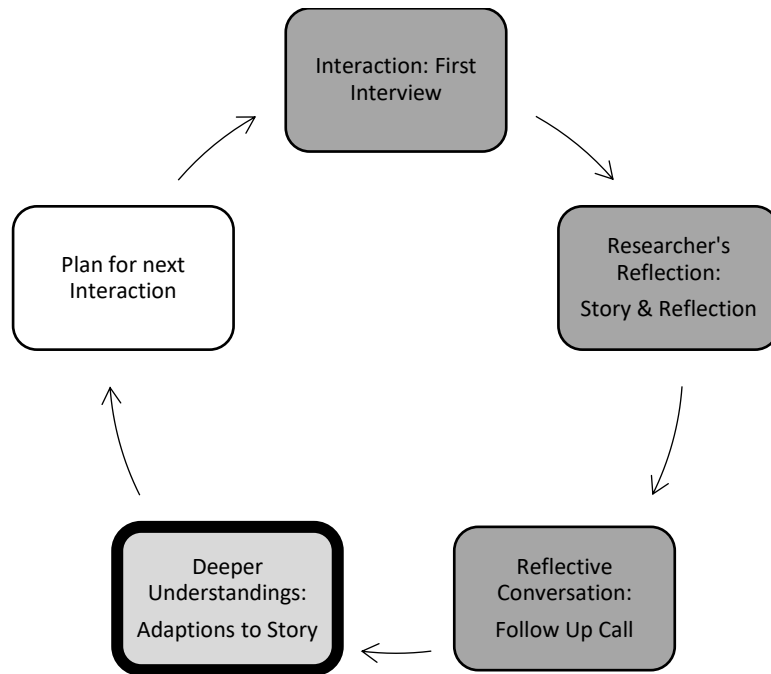 Interaction: First
Interview
Researcher's
Reflection:
Story & Reflection
Reflective
Conversation:
Follow Up Call
Deeper
Understandings:
Adaptions to Story
Plan for next
Interaction